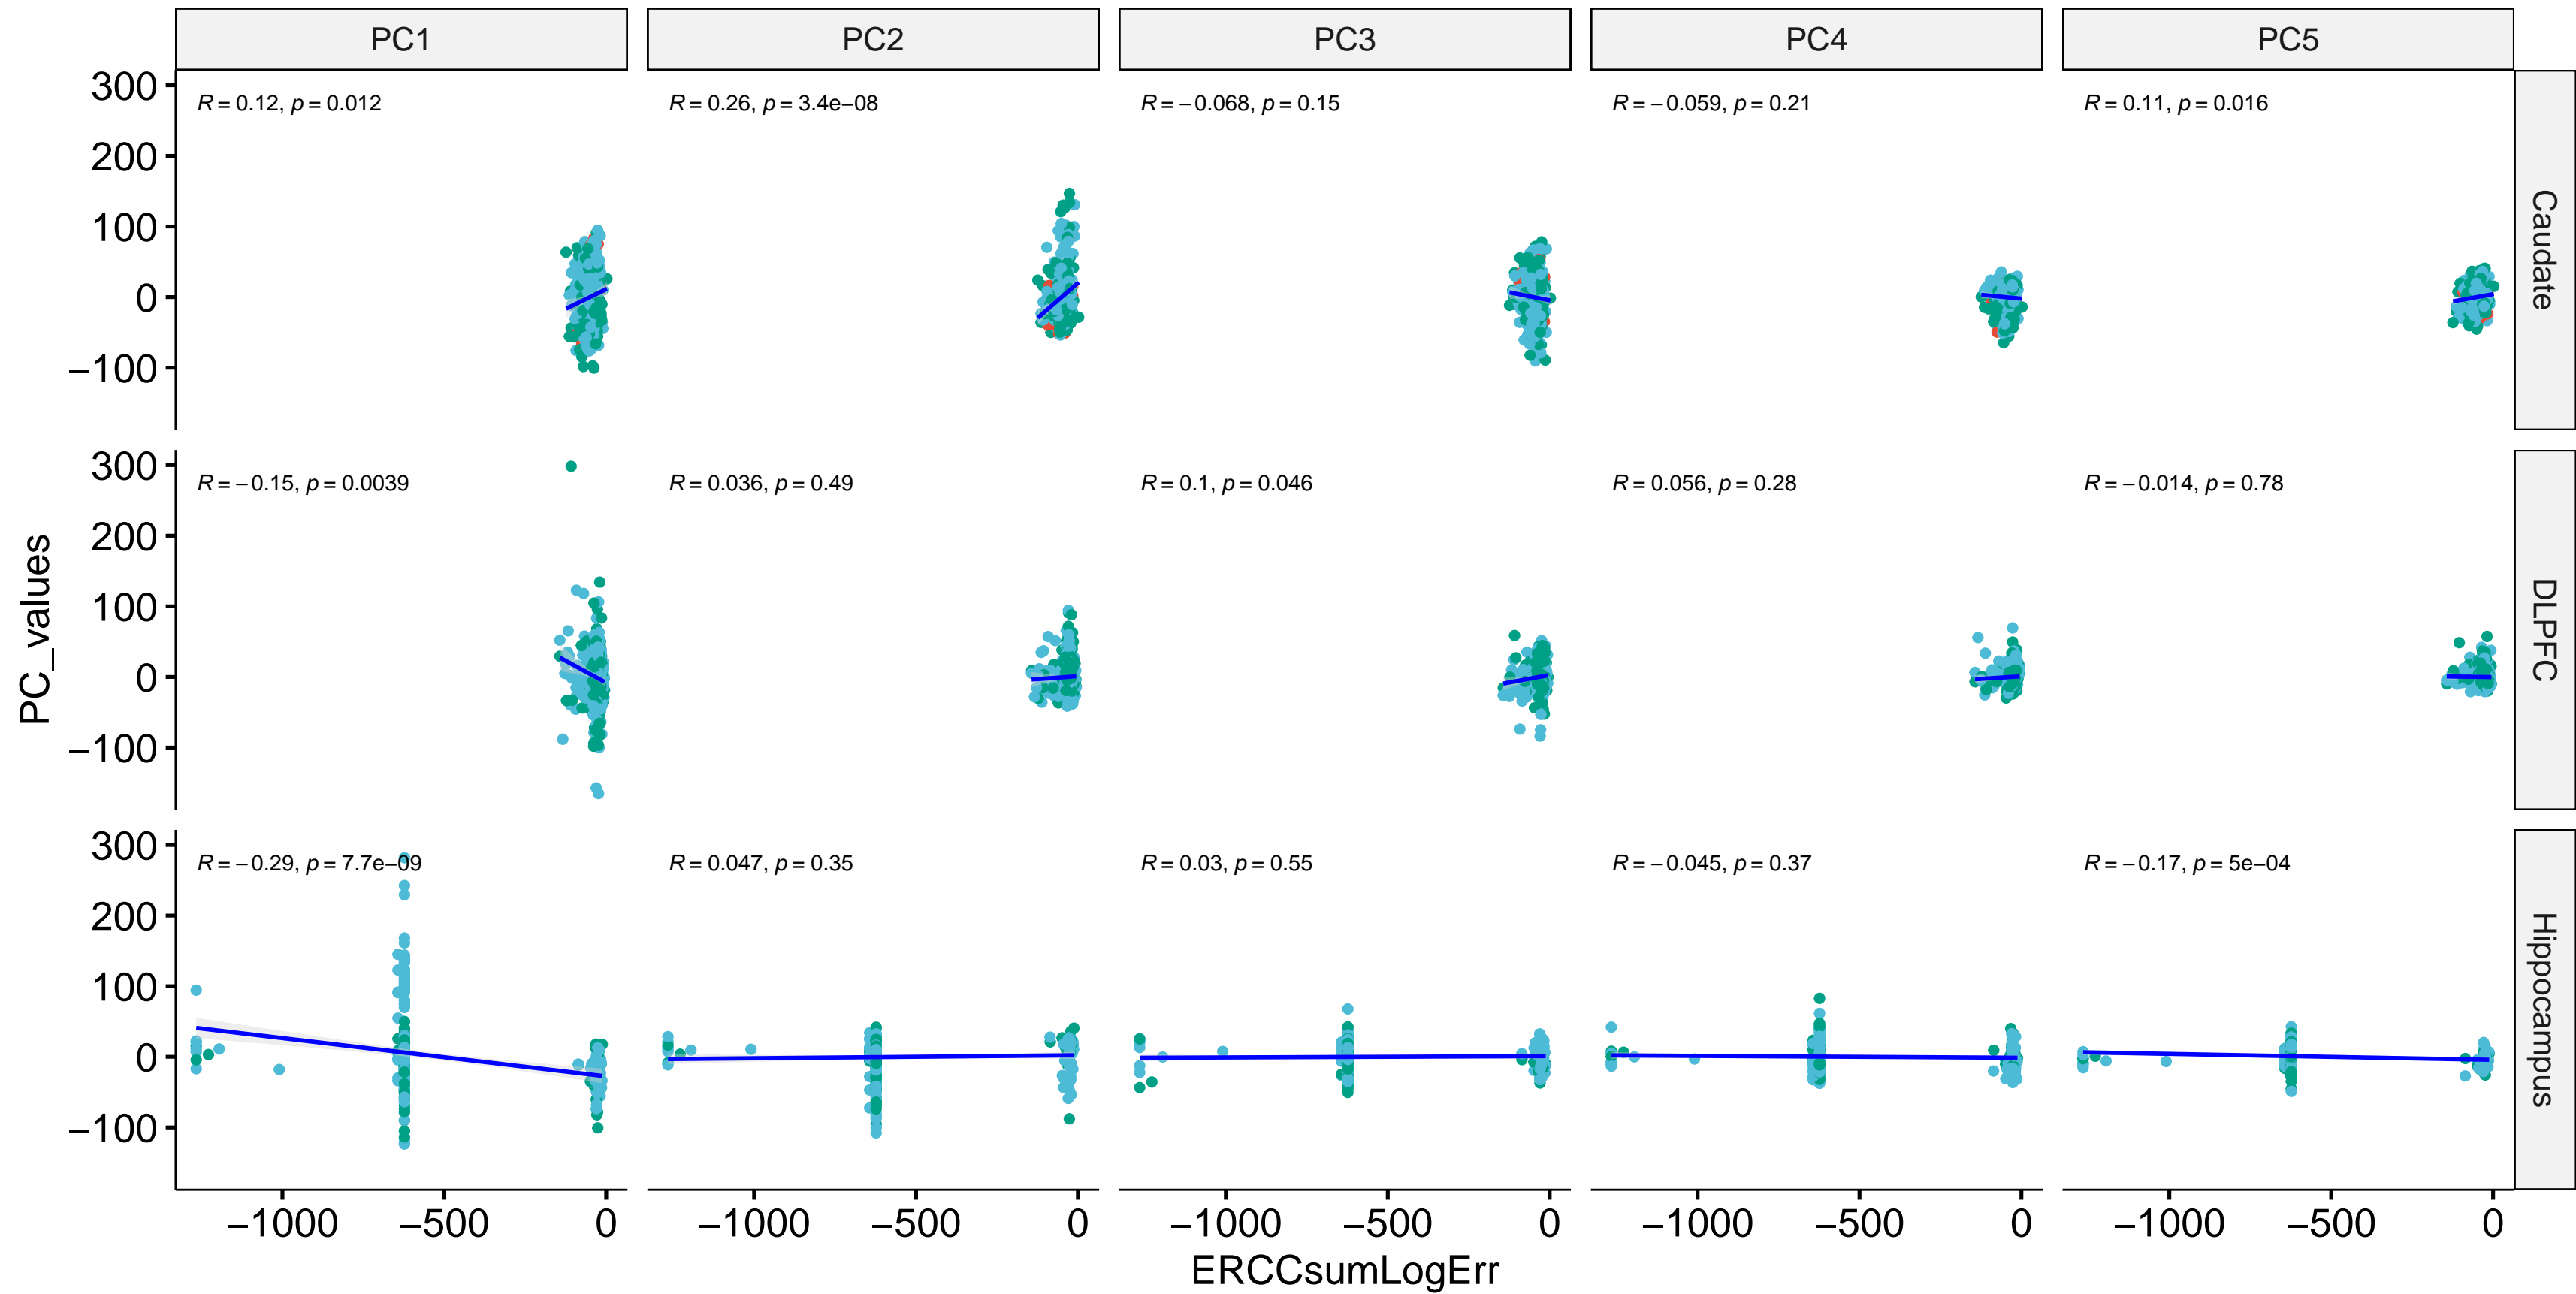 PC1 PC2 PC3 PC4 PC5
300
R = 0.12, p = 0.012 R = 0.26, p = 3.4e−08 R = −0.068, p = 0.15 R = −0.059, p = 0.21 R = 0.11, p = 0.016
200
100
0
−100
Caudate
300
R = −0.15, p = 0.0039 R = 0.036, p = 0.49 R = 0.1, p = 0.046 R = 0.056, p = 0.28 R = −0.014, p = 0.78
200
100
0
−100
DLPFC
PC_values
300
R = −0.29, p = 7.7e−09 R = 0.047, p = 0.35 R = 0.03, p = 0.55 R = −0.045, p = 0.37 R = −0.17, p = 5e−04
200
100
0
−100
Hippocampus
−1000 −500 0 −1000 −500 0 −1000 −500 0 −1000 −500 0 −1000 −500 0
ERCCsumLogErr